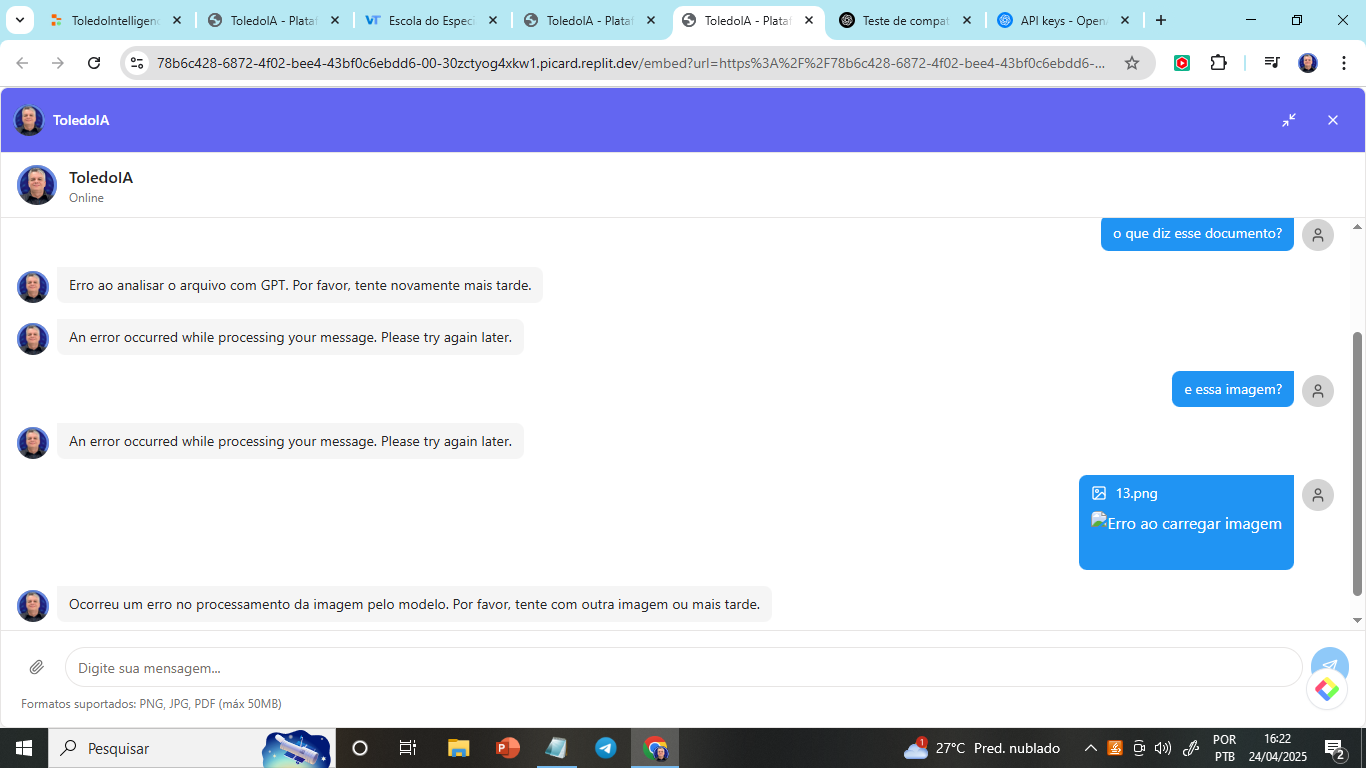 ToledoIntelligenc
ToledoIA - Plataf
Escola do Especi
ToledoIA - Plataf
ToledoIA - Plataf
Teste de compat
API keys - OpenA
78b6c428-6872-4f02-bee4-43bf0c6ebdd6-00-30zctyog4xkw1.picard.replit.dev/embed?url=https%3A%2F%2F78b6c428-6872-4f02-bee4-43bf0c6ebdd6-...
ToledoIA
ToledoIA
Online
o que diz esse documento?
Erro ao analisar o arquivo com GPT. Por favor, tente novamente mais tarde.
An error occurred while processing your message. Please try again later.
e essa imagem?
An error occurred while processing your message. Please try again later.
13.png
Erro ao carregar imagem
Ocorreu um erro no processamento da imagem pelo modelo. Por favor, tente com outra imagem ou mais tarde.
Digite sua mensagem...
Formatos suportados: PNG, JPG, PDF (máx 50MB)
Pesquisar
1
27°C Pred. nublado
POR
PTB
16:22
24/04/2025
2